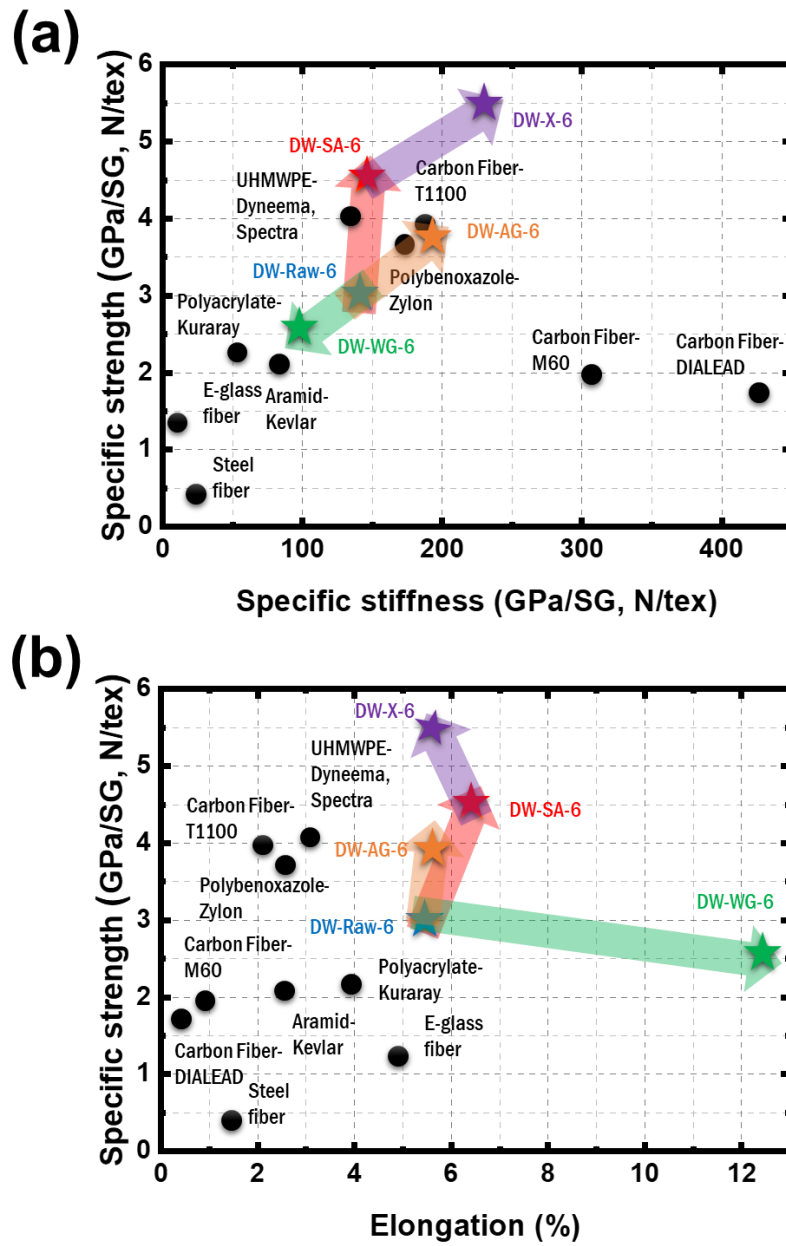 (a)
Specific strength (GPa/SG, N/tex)
6
5
4
3
2
1
0
DW-X-6
DW-SA-6
Carbon Fiber-
T1100
UHMWPE-
Dyneema,
Spectra
DW-AG-6
DW-Raw-6
Polybenoxazole-
Zylon
Polyacrylate-
Kuraray
DW-WG-6
Carbon Fiber-
M60
Carbon Fiber-
DIALEAD
E-glass
fiber
Aramid-
Kevlar
Steel
fiber
100
200
300
400
Specific stiffness (GPa/SG, N/tex)
(b)
Specific strength (GPa/SG, N/tex)
6
5
4
3
2
1
0
DW-X-6
UHMWPE-
Dyneema,
Spectra
Carbon Fiber-
T1100
DW-SA-6
DW-AG-6
Polybenoxazole-
Zylon
DW-WG-6
DW-Raw-6
Carbon Fiber-
M60
Polyacrylate-
Kuraray
Aramid-
Kevlar
E-glass
fiber
Carbon Fiber-
DIALEAD
Steel
fiber
0
2
4
6
8
10
12
Elongation (%)